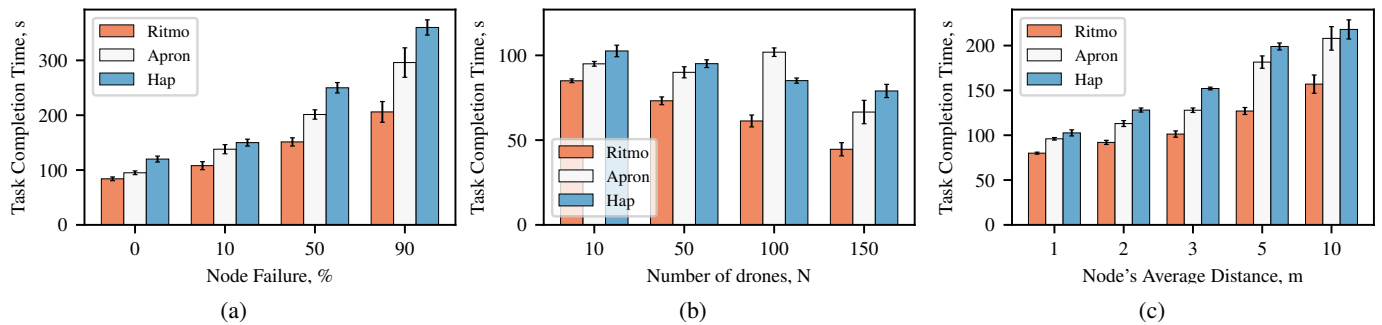 Task Completion Time, s
300
200
100
0
Ritmo
Apron
Hap
0 10 50 90
Node Failure, %
(a)
Task Completion Time, s
100
50
0
Ritmo
Apron
Hap
10 50 100 150
Number of drones, N
(b)
Task Completion Time, s
200
150
100
50
0
Ritmo
Apron
Hap
1 2 3 5 10
Node's Average Distance, m
(c)